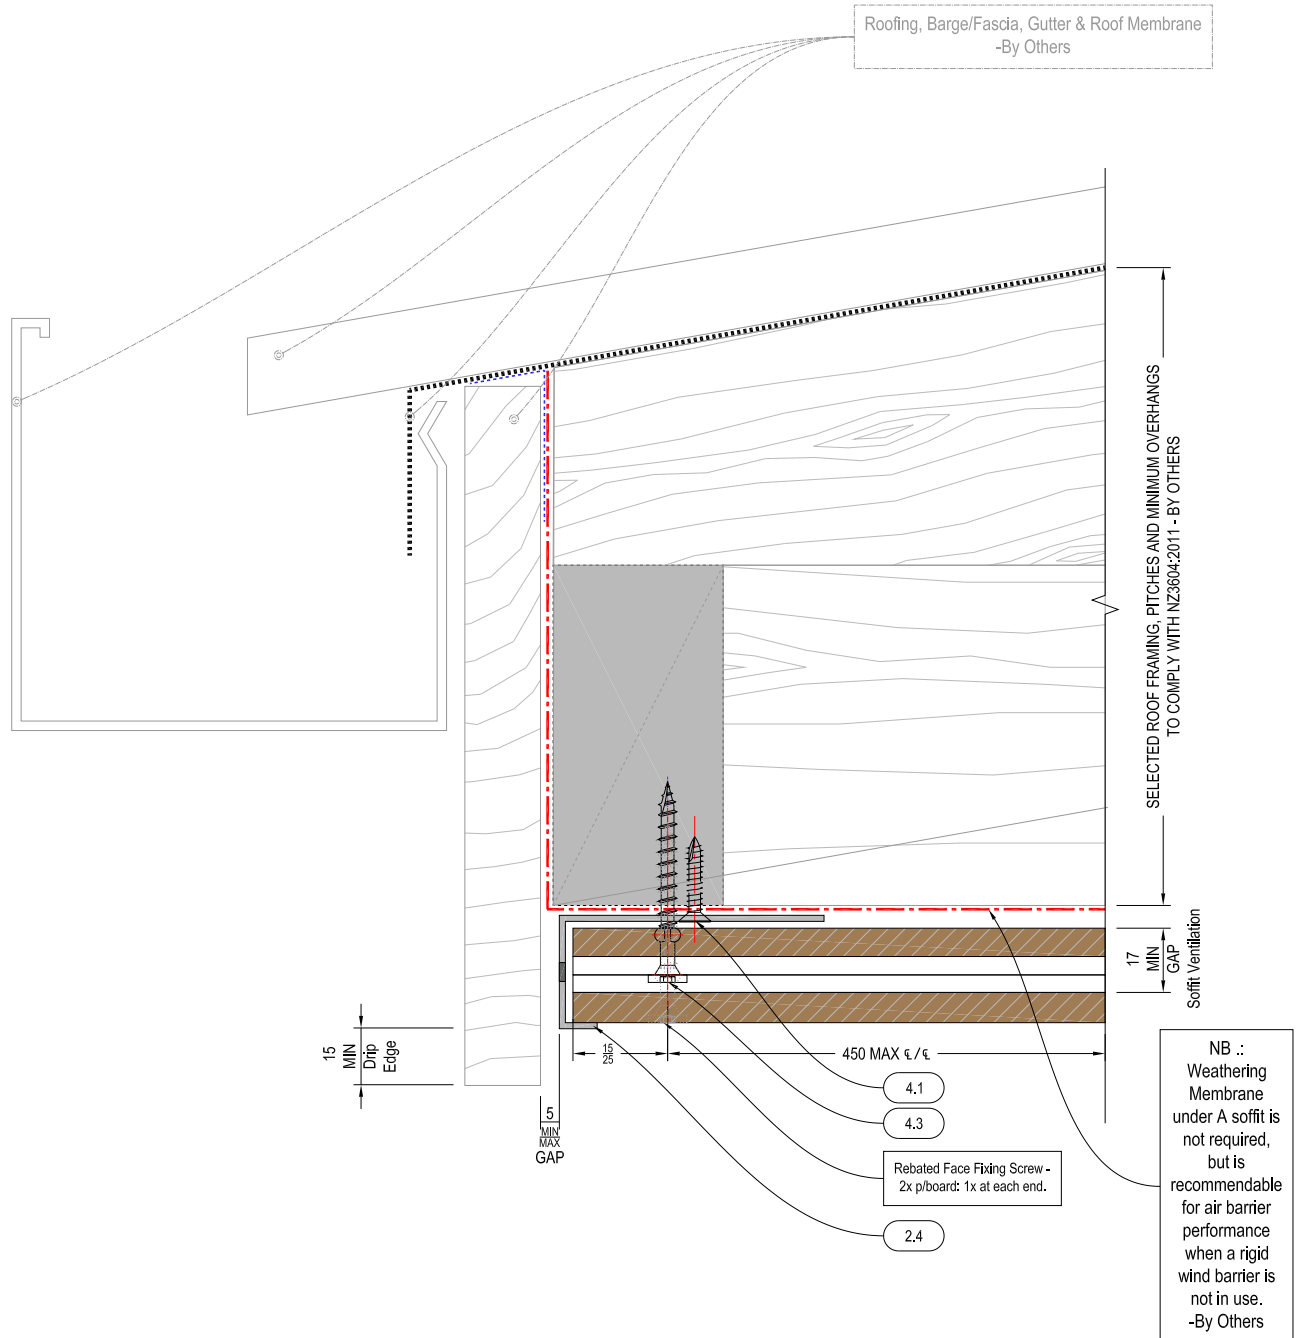 Roofing, Barge/Fascia, Gutter & Roof Membrane
-By Others
SELECTED ROOF FRAMING, PITCHES AND MINIMUM OVERHANGS
TO COMPLY WITH NZ3604:2011 - BY OTHERS
17
MIN
GAP
Soffit Ventilation
15
MIN
Drip
Edge
15
25
450 MAX ℄/℄
5
MIN
MAX
GAP
4.1
4.3
Rebated Face Fixing Screw -
2x p/board: 1x at each end.
2.4
NB .:
Weathering
Membrane
under A soffit is
not required,
but is
recommendable
for air barrier
performance
when a rigid
wind barrier is
not in use.
-By Others